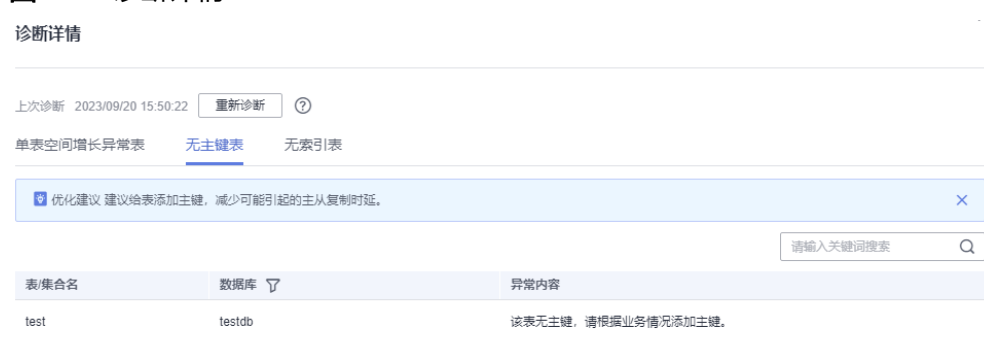 诊断详情
上次诊断 2023/09/20 15:50:22 重新诊断 ?
单表空间增长异常表 无主键表 无索引表
优化建议 建议给表添加主键，减少可能引起的主从复制时延。
请输入关键词搜索
表/集合名 数据库 异常内容
test testdb 该表无主键，请根据业务情况添加主键。